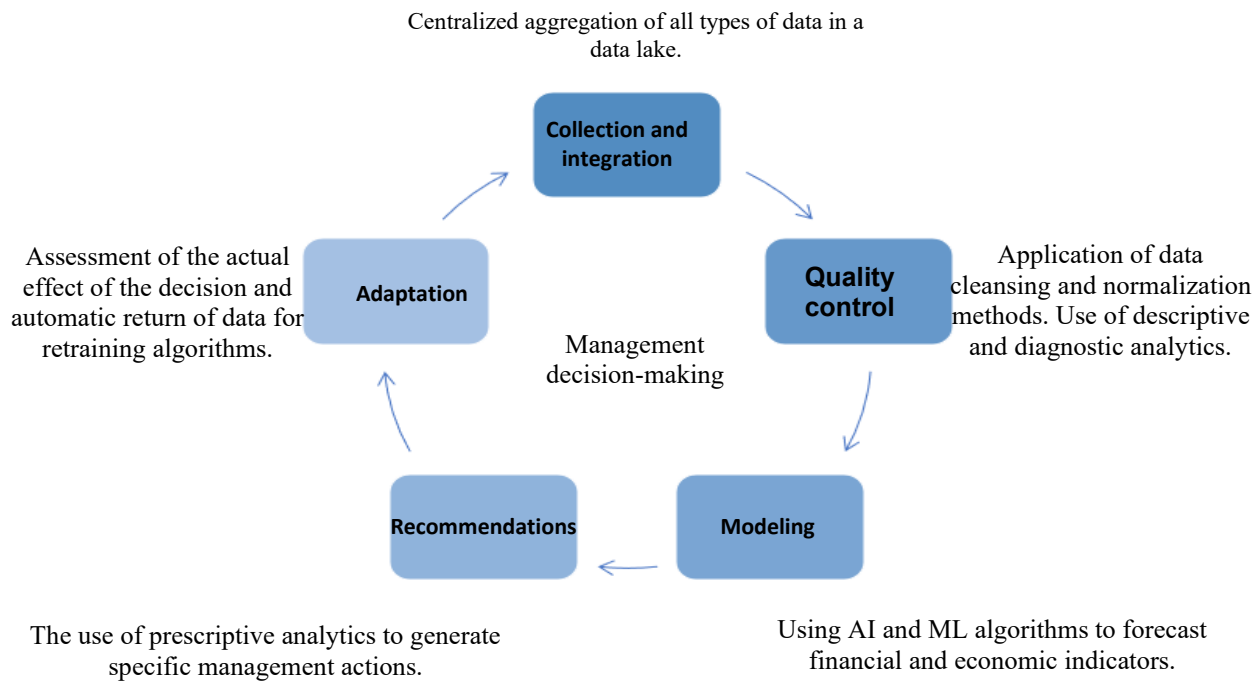 Centralized aggregation of all types of data in a
data lake.
Collection and
integration
Quality
control
Application of data
cleansing and normalization
methods. Use of descriptive
and diagnostic analytics.
Modeling
Using AI and ML algorithms to forecast
financial and economic indicators.
Recommendations
The use of prescriptive analytics to generate
specific management actions.
Adaptation
Assessment of the actual
effect of the decision and
automatic return of data for
retraining algorithms.
Management
decision-making